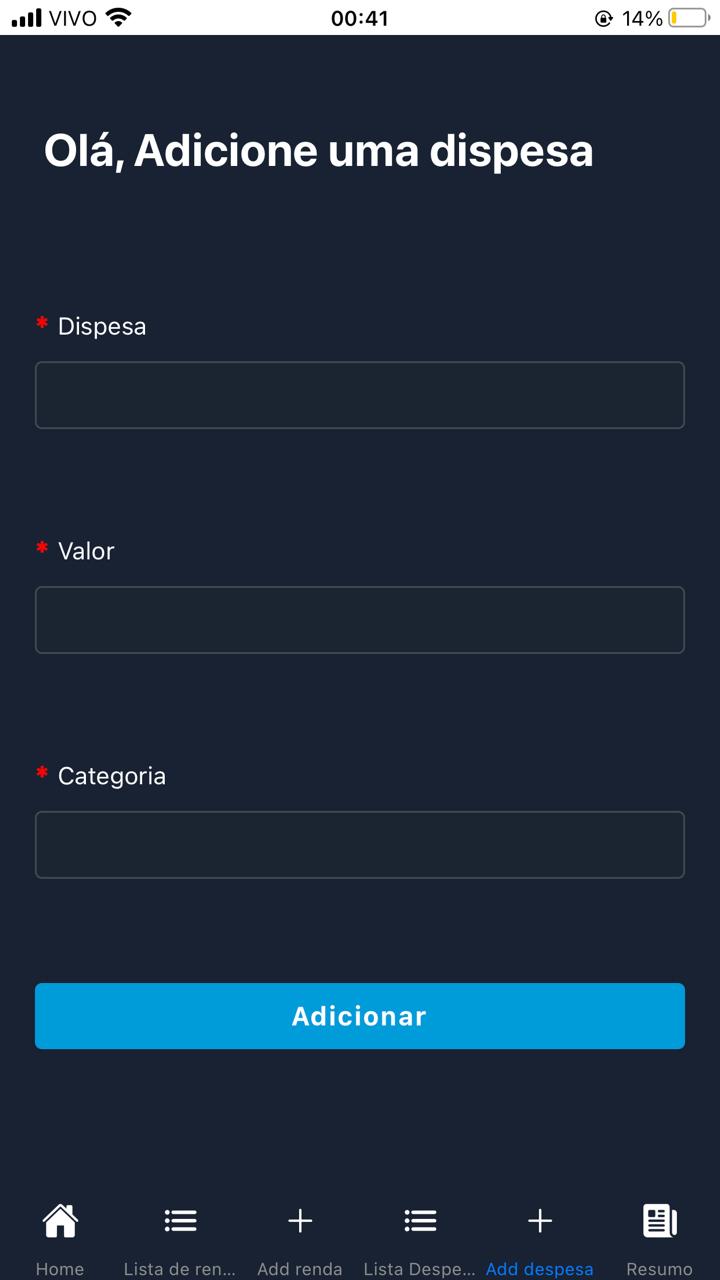 VIVO 00:41 14%
Olá, Adicione uma dispesa
* Dispesa
* Valor
* Categoria
Adicionar
Home Lista de ren... Add renda Lista Despe... Add despesa Resumo